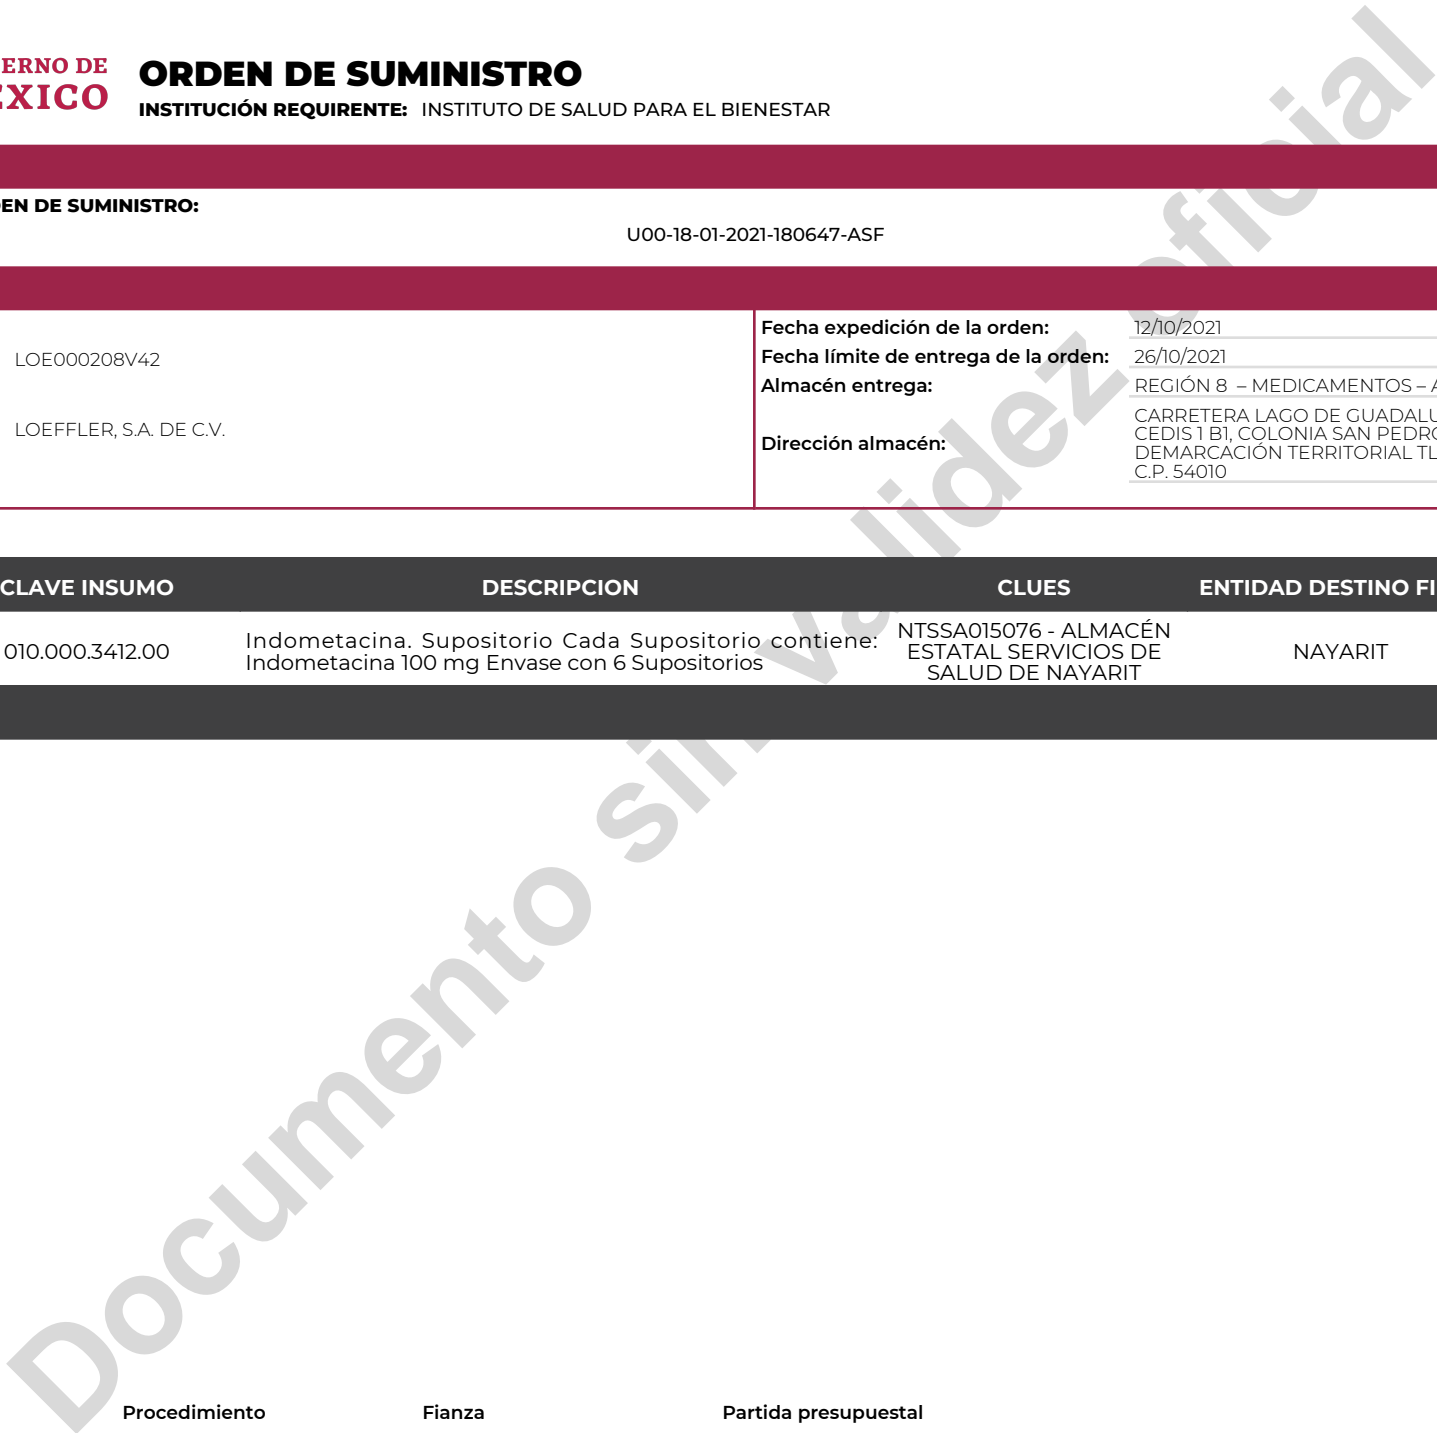 ERNO DE
ORDEN DE SUMINISTRO
XICO
INSTITUCIÓN REQUIRENTE: INSTITUTO DE SALUD PARA EL BIENESTAR
EN DE SUMINISTRO:
U00-18-01-2021-180647-ASF
LOE000208V42
LOEFFLER, S.A. DE C.V.
Fecha expedición de la orden: 12/10/2021
Fecha límite de entrega de la orden: 26/10/2021
Almacén entrega: REGIÓN 8 – MEDICAMENTOS – A
Dirección almacén:
CARRETERA LAGO DE GUADALU
CEDIS 1 B1, COLONIA SAN PEDRO
DEMARCACIÓN TERRITORIAL TL
C.P. 54010
CLAVE INSUMO DESCRIPCION CLUES ENTIDAD DESTINO FI
010.000.3412.00
Indometacina. Supositorio Cada Supositorio contiene:
Indometacina 100 mg Envase con 6 Supositorios
NTSSA015076 - ALMACÉN
ESTATAL SERVICIOS DE
SALUD DE NAYARIT
NAYARIT
Documento sin validez oficial
Procedimiento Fianza Partida presupuestal